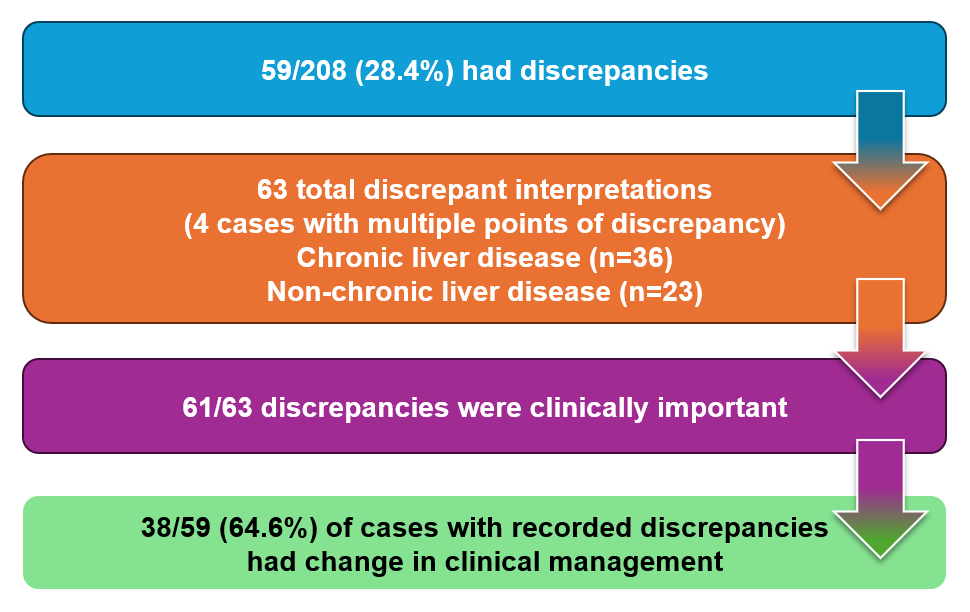 59/208 (28.4%) had discrepancies
63 total discrepant interpretations
(4 cases with multiple points of discrepancy)
Chronic liver disease (n=36)
Non-chronic liver disease (n=23)
61/63 discrepancies were clinically important
38/59 (64.6%) of cases with recorded discrepancies
had change in clinical management